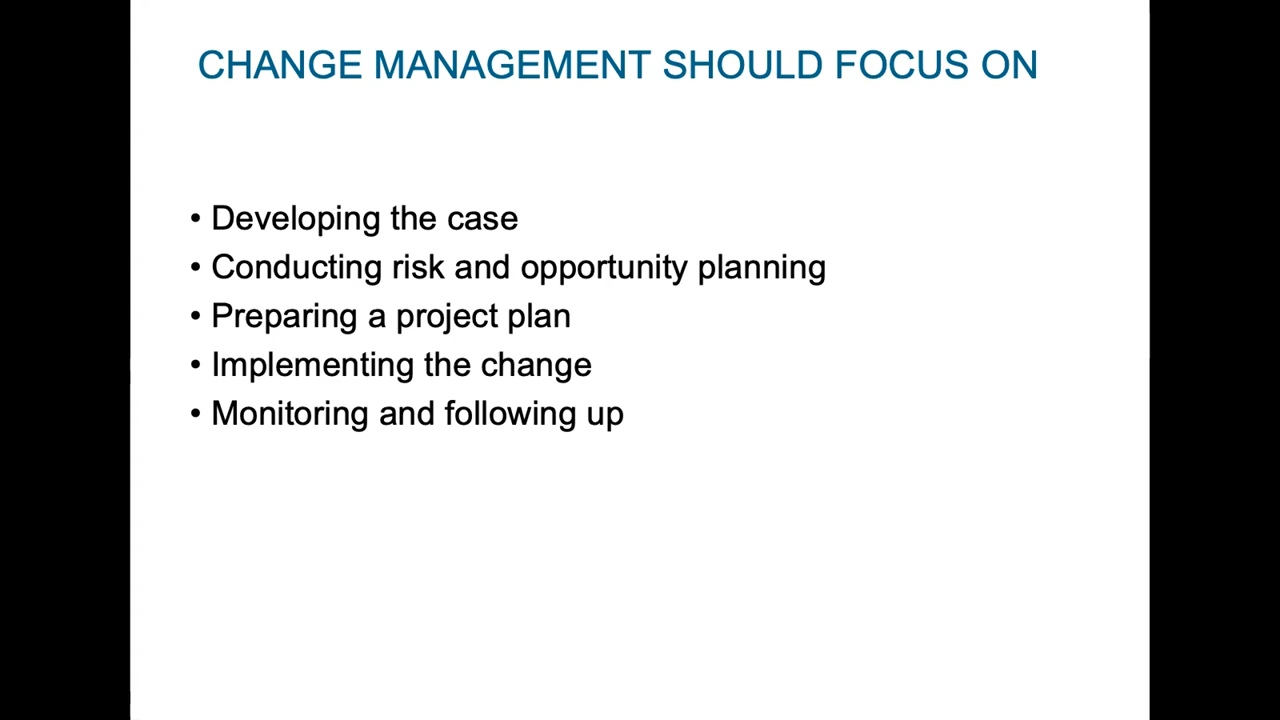 CHANGE MANAGEMENT SHOULD FOCUS ON
• Developing the case
• Conducting risk and opportunity planning
• Preparing a project plan
• Implementing the change
• Monitoring and following up